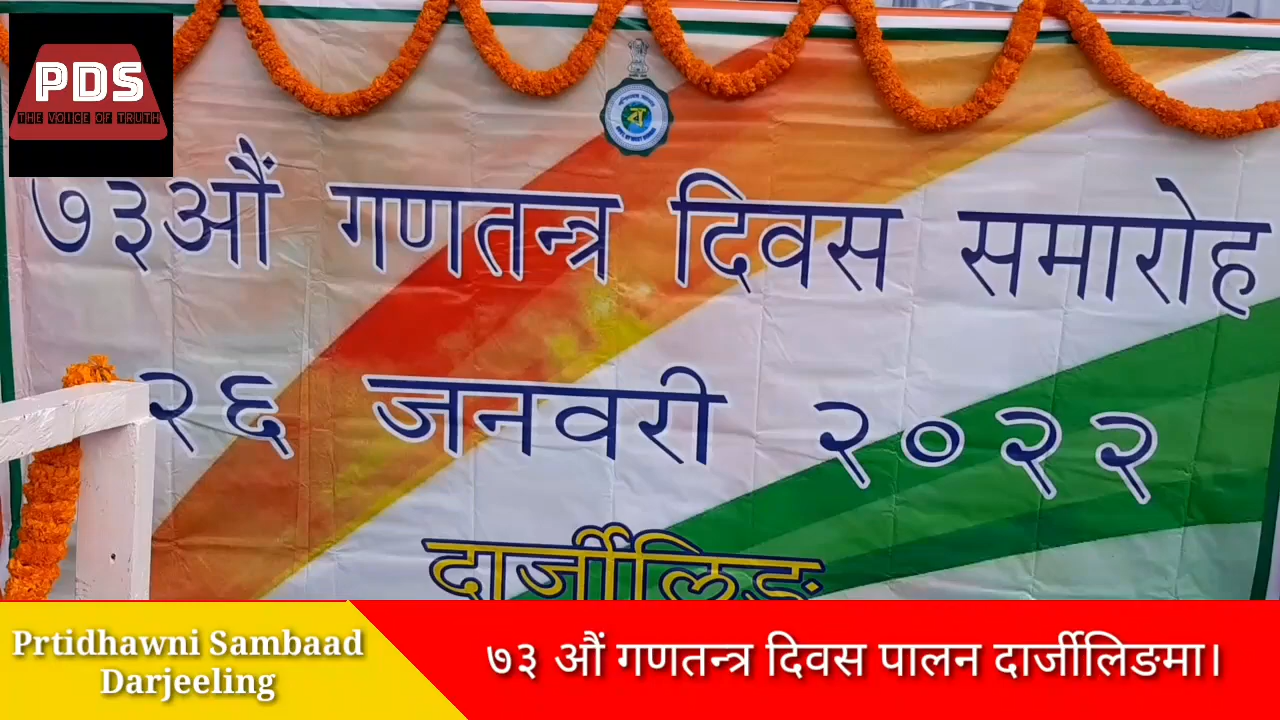 PDS
THE VOICE OF TRUTH
७३औं गणतन्त्र दिवस समारोह
२६ जनवरी २०२२
दार्जीलिङ
Prtidhawni Sambaad
Darjeeling
७३ औं गणतन्त्र दिवस पालन दार्जीलिङमा।